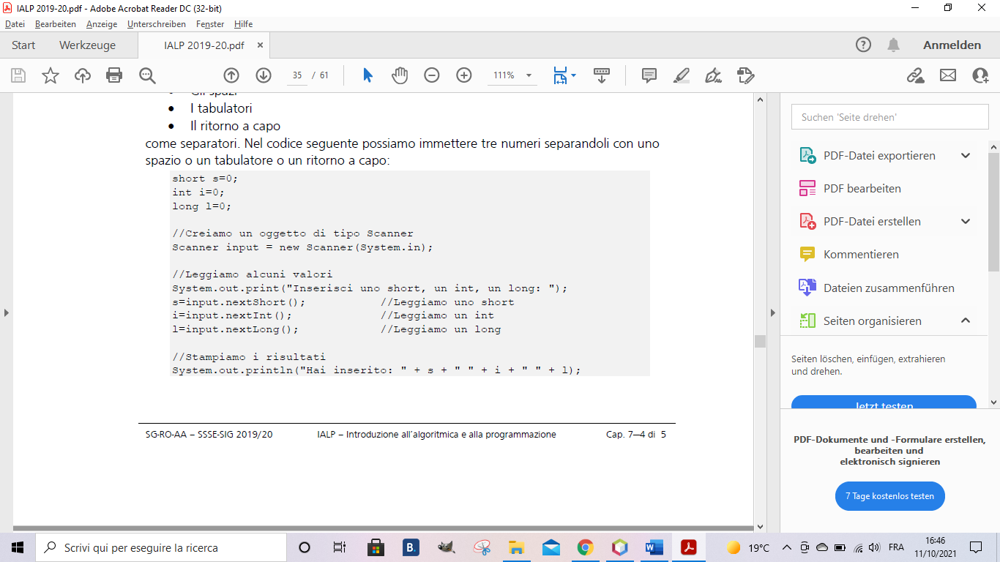 IALP 2019-20.pdf - Adobe Acrobat Reader DC (32-bit)
Datei Bearbeiten Anzeige Unterschreiben Fenster Hilfe
Start Werkzeuge IALP 2019-20.pdf × Anmelden
35 / 61 111%
• Gli spazi
• I tabulatori
• Il ritorno a capo
come separatori. Nel codice seguente possiamo immettere tre numeri separandoli con uno
spazio o un tabulatore o un ritorno a capo:
short s=0;
int i=0;
long l=0;
//Creiamo un oggetto di tipo Scanner
Scanner input = new Scanner(System.in);
//Leggiamo alcuni valori
System.out.print("Inserisci uno short, un int, un long: ");
s=input.nextShort(); //Leggiamo uno short
i=input.nextInt(); //Leggiamo un int
l=input.nextLong(); //Leggiamo un long
//Stampiamo i risultati
System.out.println("Hai inserito: " + s + " " + i + " " + l);
SG-RO-AA – SSSE-SIG 2019/20 IALP – Introduzione all'algoritmica e alla programmazione Cap. 7—4 di 5
Suchen 'Seite drehen'
PDF-Datei exportieren
PDF bearbeiten
PDF-Datei erstellen
Kommentieren
Dateien zusammenführen
Seiten organisieren
Seiten löschen, einfügen, extrahieren
und drehen.
Jetzt testen
PDF-Dokumente und -Formulare erstellen,
bearbeiten und
elektronisch signieren
7 Tage kostenlos testen
Scrivi qui per eseguire la ricerca
B.
19°C FRA 16:46
11/10/2021